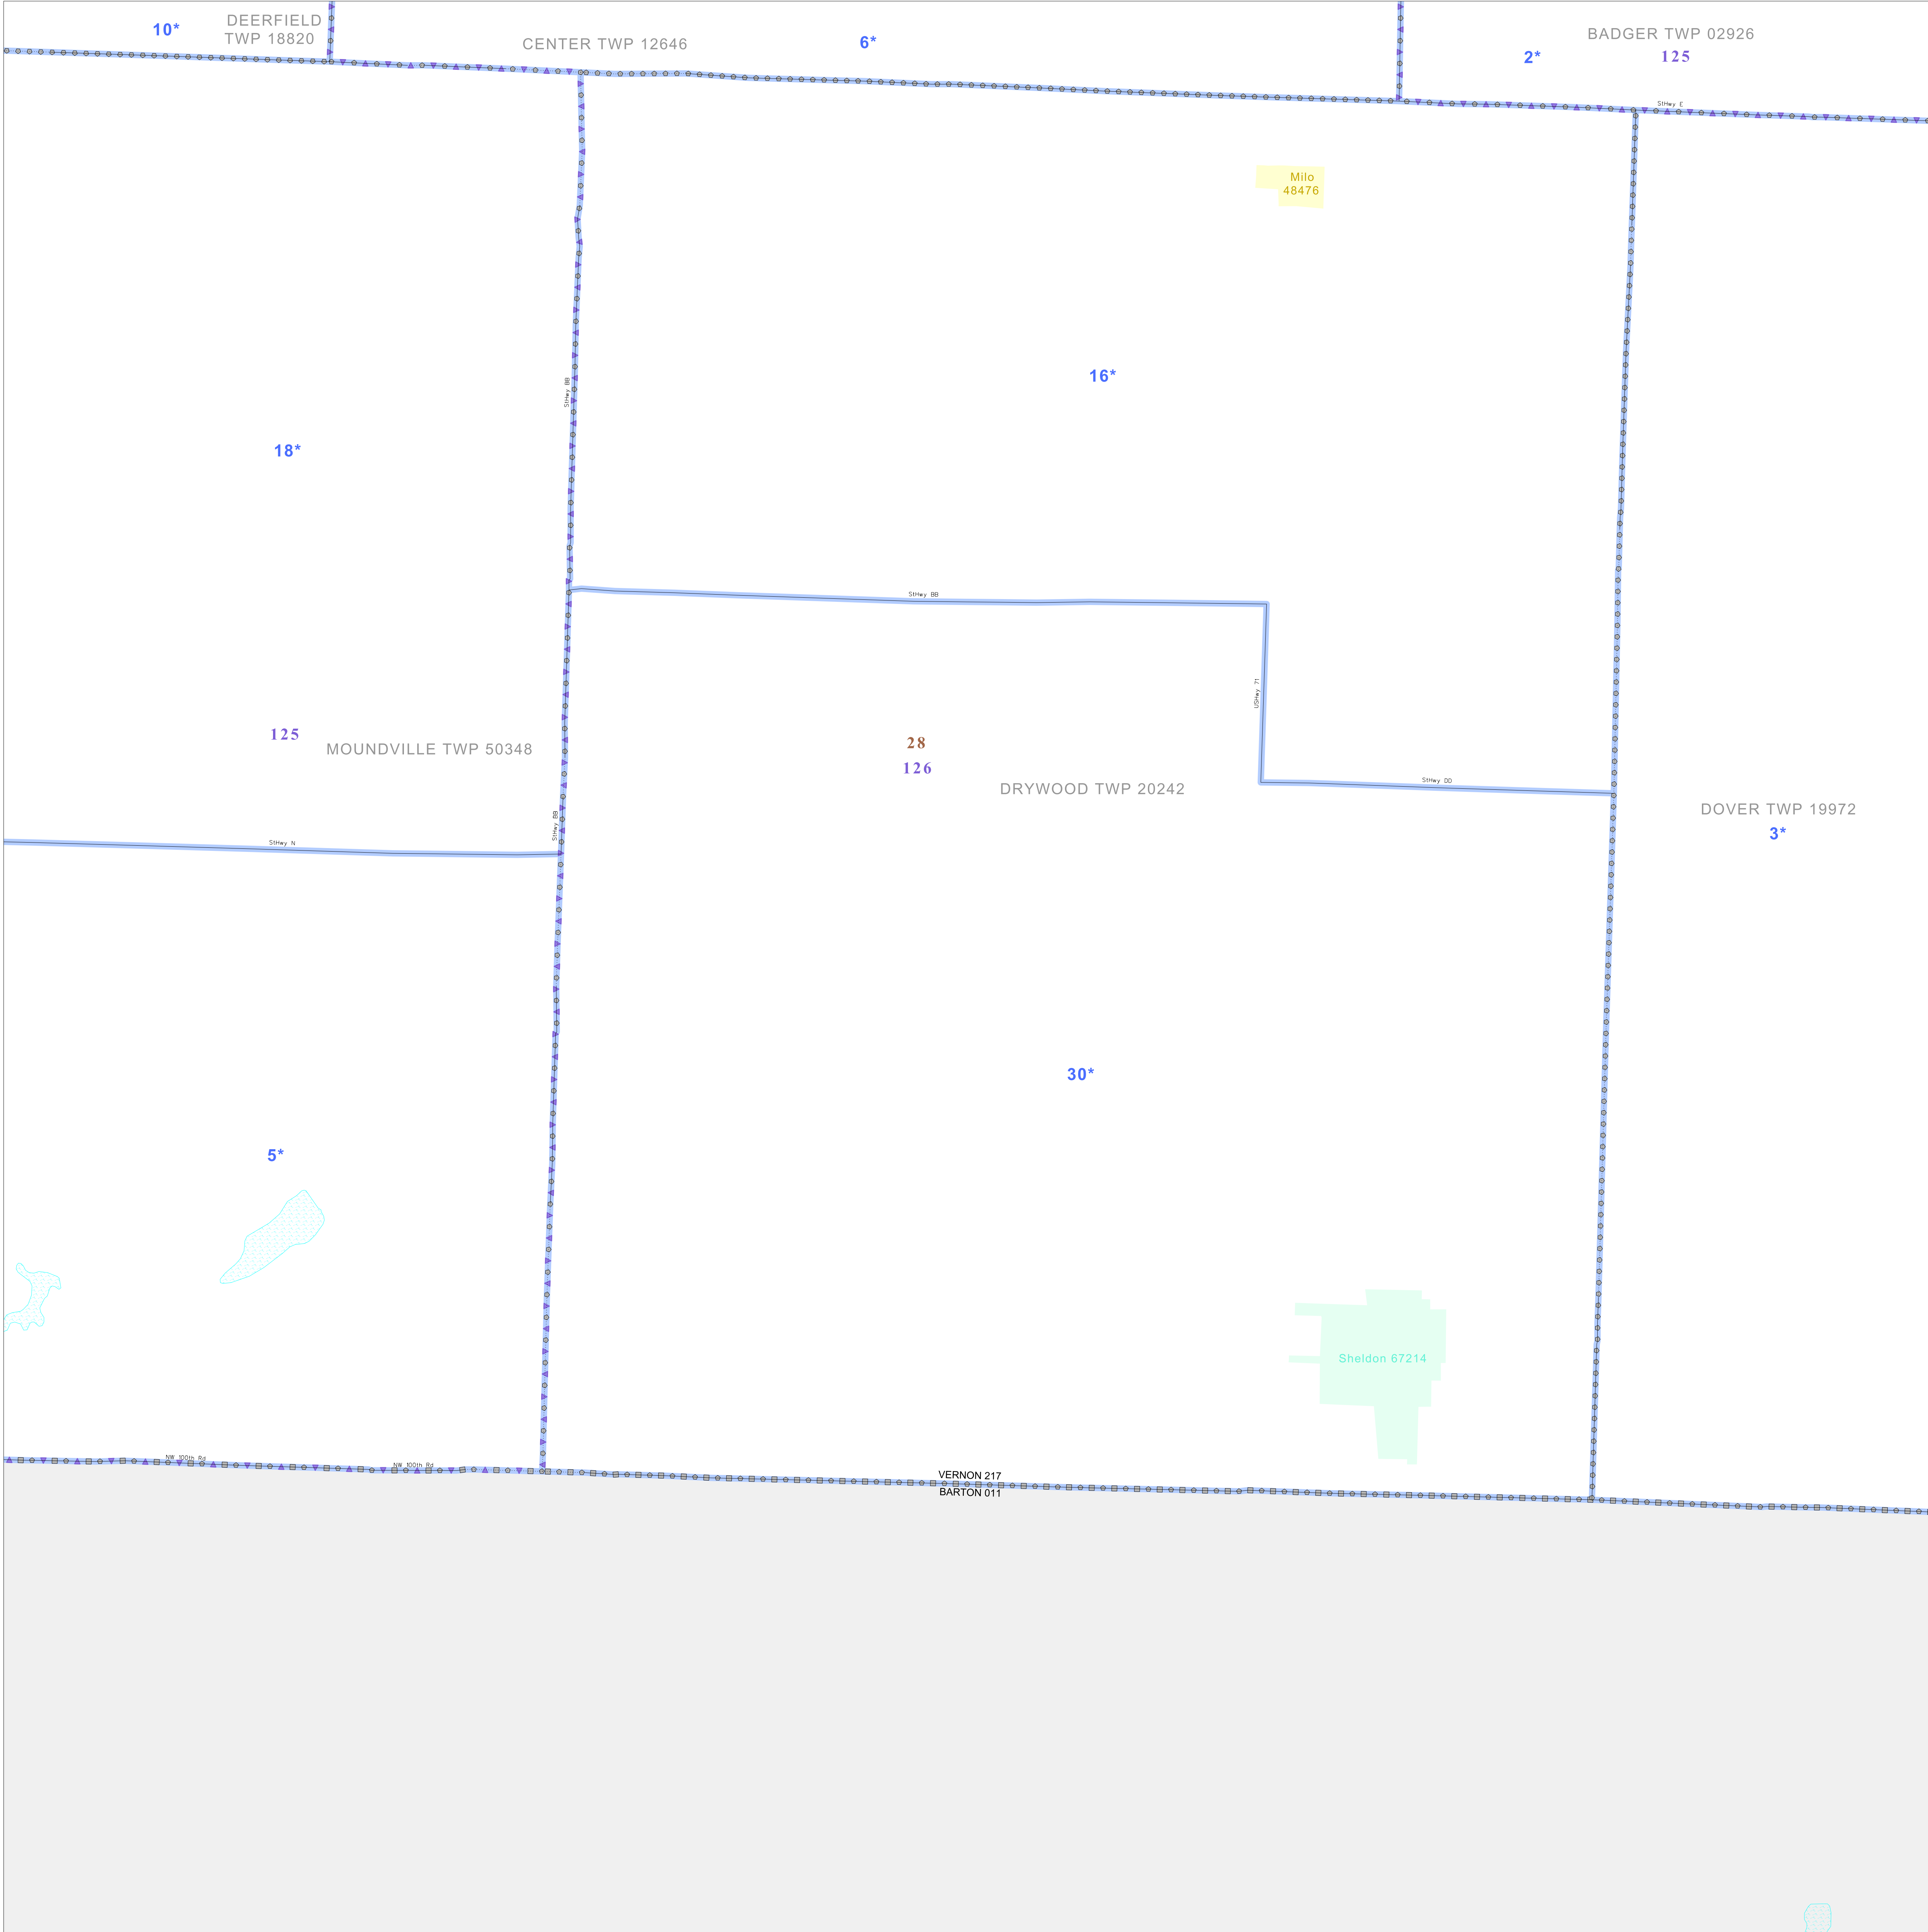 10*
DEERFIELD
TWP 18820
CENTER TWP 12646
6*
BADGER TWP 02926
2*
125
StHwy E
Milo
48476
16*
StHwy BB
18*
StHwy BB
USHwy 71
125
MOUNDVILLE TWP 50348
28
126
DRYWOOD TWP 20242
StHwy DD
DOVER TWP 19972
3*
StHwy BB
StHwy N
30*
5*
Sheldon 67214
NW 100th Rd
NW 100th Rd
VERNON 217
BARTON 011